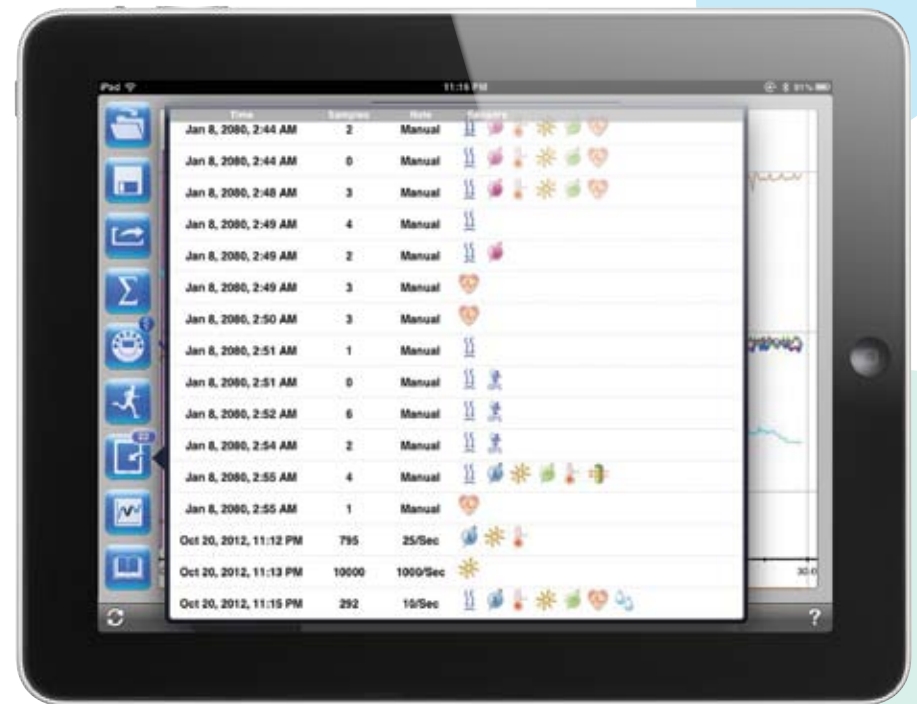 iPad 11:16 PM 91%
Time Samples Rate Sensors
Jan 8, 2080, 2:44 AM 2 Manual
Jan 8, 2080, 2:44 AM 0 Manual
Jan 8, 2080, 2:48 AM 3 Manual
Jan 8, 2080, 2:49 AM 4 Manual
Jan 8, 2080, 2:49 AM 2 Manual
Jan 8, 2080, 2:49 AM 3 Manual
Jan 8, 2080, 2:50 AM 3 Manual
Jan 8, 2080, 2:51 AM 1 Manual
Jan 8, 2080, 2:51 AM 0 Manual
Jan 8, 2080, 2:52 AM 6 Manual
Jan 8, 2080, 2:54 AM 2 Manual
Jan 8, 2080, 2:55 AM 4 Manual
Jan 8, 2080, 2:55 AM 1 Manual
Oct 20, 2012, 11:12 PM 795 25/Sec
Oct 20, 2012, 11:13 PM 10000 1000/Sec
Oct 20, 2012, 11:15 PM 292 10/Sec
30.0
?